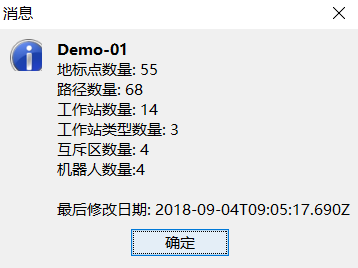 消息
Demo-01
地标点数量: 55
路径数量: 68
工作站数量: 14
工作站类型数量: 3
互斥区数量: 4
机器人数量:4
最后修改日期: 2018-09-04T09:05:17.690Z
确定